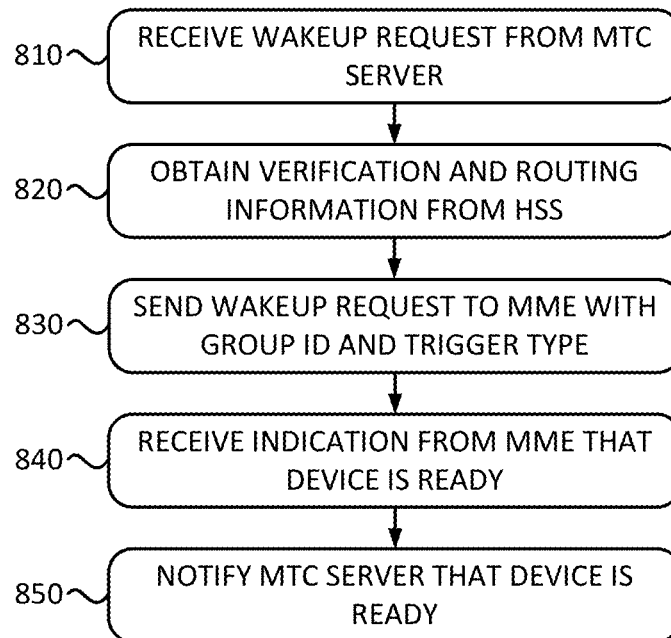 810
RECEIVE WAKEUP REQUEST FROM MTC
SERVER
820
OBTAIN VERIFICATION AND ROUTING
INFORMATION FROM HSS
830
SEND WAKEUP REQUEST TO MME WITH
GROUP ID AND TRIGGER TYPE
840
RECEIVE INDICATION FROM MME THAT
DEVICE IS READY
850
NOTIFY MTC SERVER THAT DEVICE IS
READY